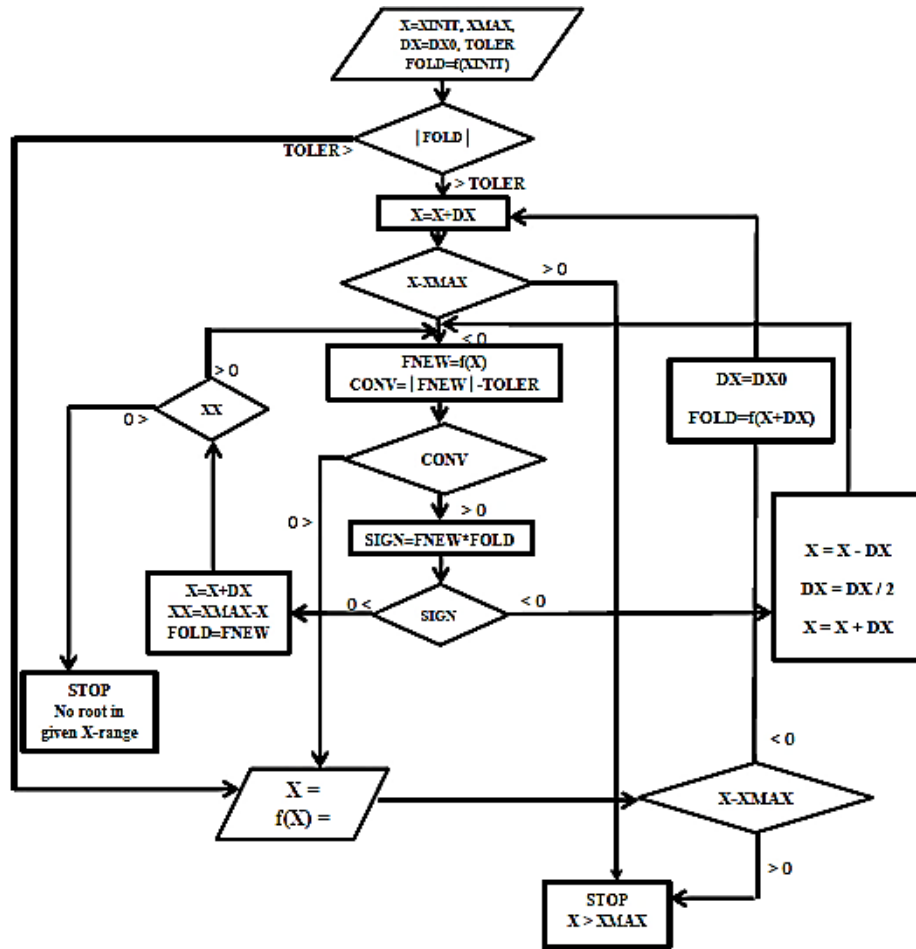 X=XINIT, XMAX,
DX=DX0, TOLER
FOLD=f(XINIT)
|FOLD|
TOLER >
> TOLER
X=X+DX
X-XMAX
> 0
< 0
FNEW=f(X)
CONV=|FNEW|-TOLER
> 0
XX
0 >
DX=DX0
FOLD=f(X+DX)
CONV
> 0
0 >
SIGN=FNEW*FOLD
X = X - DX
DX = DX / 2
X = X + DX
X=X+DX
XX=XMAX-X
FOLD=FNEW
0 <
SIGN
< 0
STOP
No root in
given X-range
< 0
X =
f(X) =
X-XMAX
> 0
STOP
X > XMAX